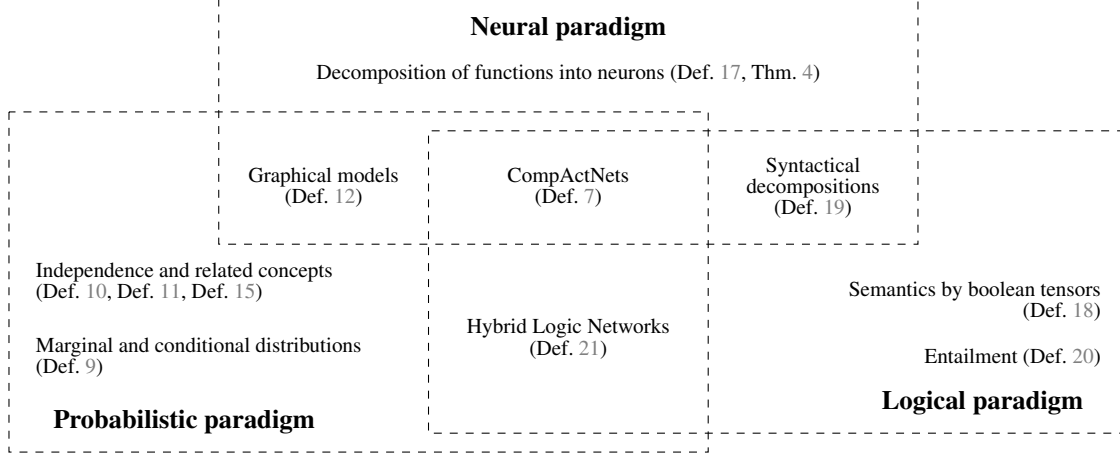 Neural paradigm
Decomposition of functions into neurons (Def. 17, Thm. 4)
Graphical models
(Def. 12)
CompActNets
(Def. 7)
Syntactical
decompositions
(Def. 19)
Independence and related concepts
(Def. 10, Def. 11, Def. 15)
Marginal and conditional distributions
(Def. 9)
Probabilistic paradigm
Hybrid Logic Networks
(Def. 21)
Semantics by boolean tensors
(Def. 18)
Entailment (Def. 20)
Logical paradigm